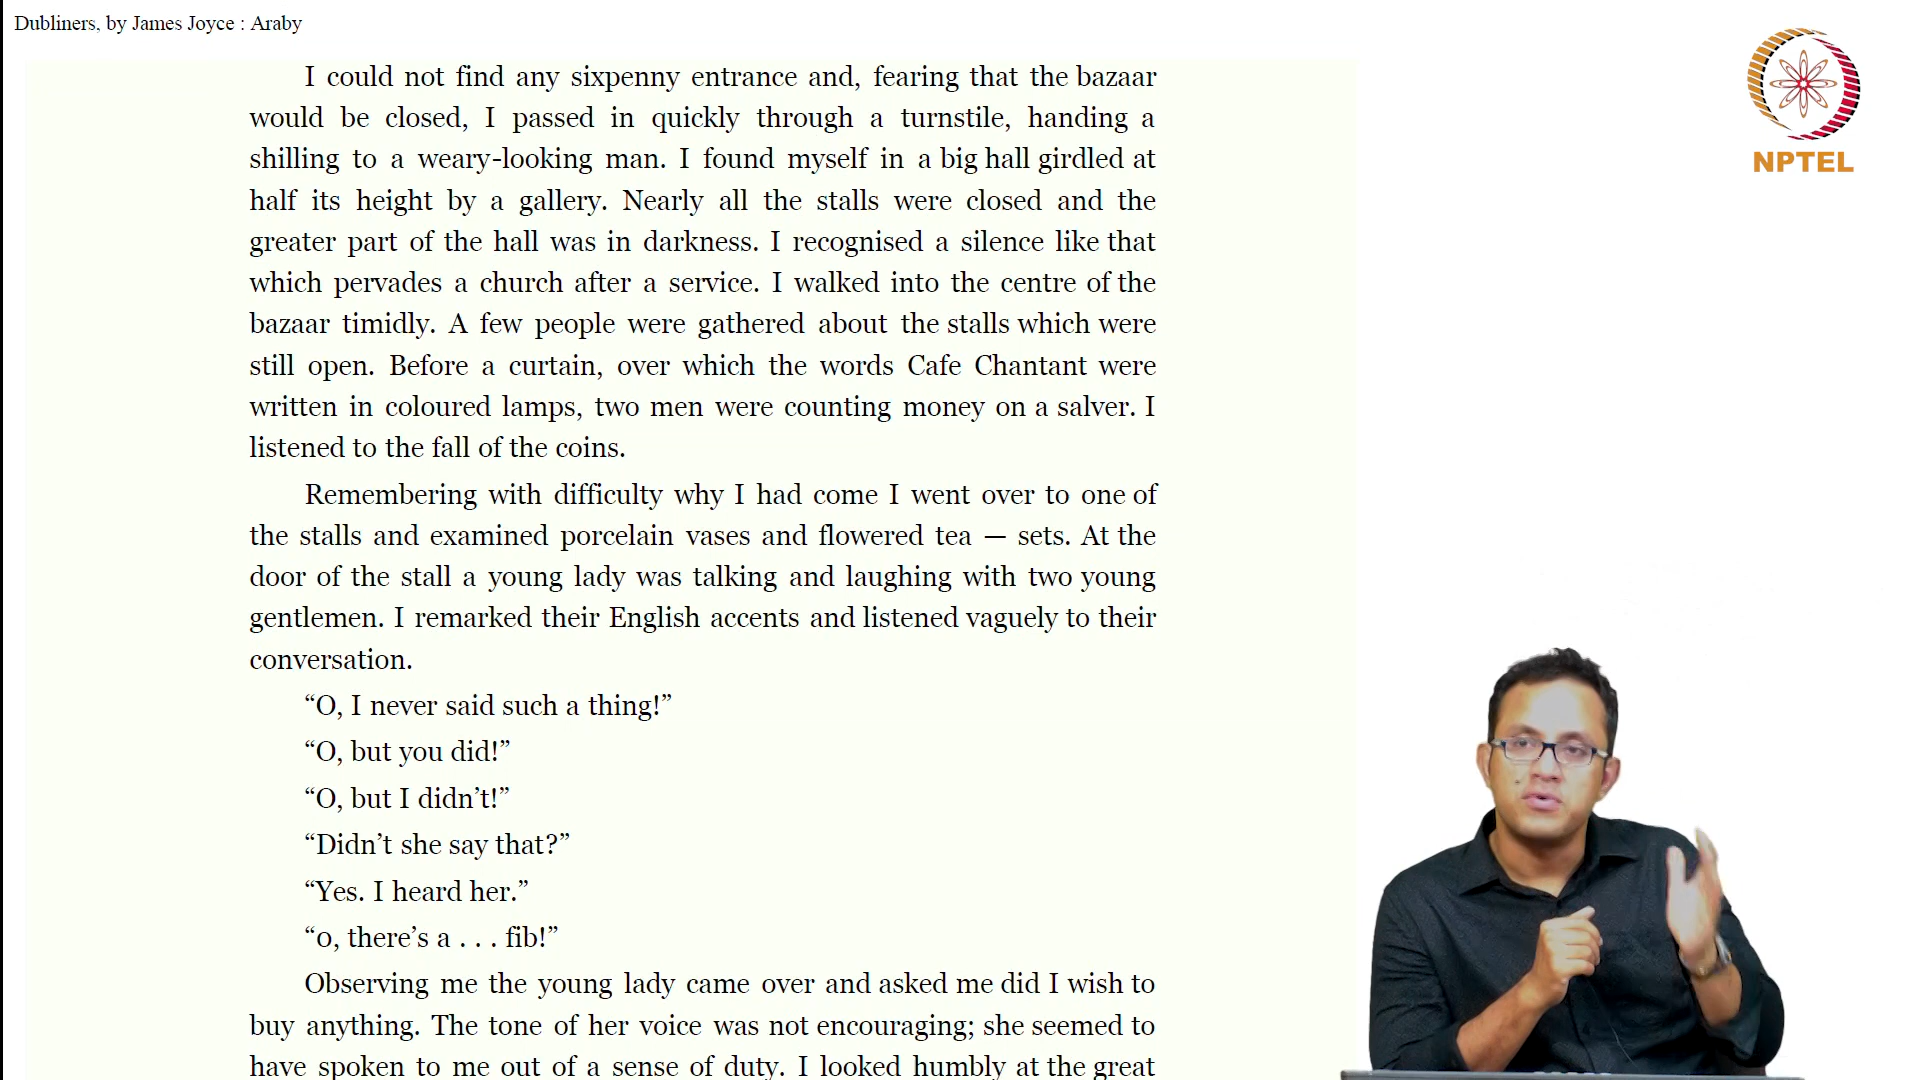 Dubliners, by James Joyce : Araby
NPTEL
I could not find any sixpenny entrance and, fearing that the bazaar
would be closed, I passed in quickly through a turnstile, handing a
shilling to a weary-looking man. I found myself in a big hall girdled at
half its height by a gallery. Nearly all the stalls were closed and the
greater part of the hall was in darkness. I recognised a silence like that
which pervades a church after a service. I walked into the centre of the
bazaar timidly. A few people were gathered about the stalls which were
still open. Before a curtain, over which the words Cafe Chantant were
written in coloured lamps, two men were counting money on a salver. I
listened to the fall of the coins.
Remembering with difficulty why I had come I went over to one of
the stalls and examined porcelain vases and flowered tea — sets. At the
door of the stall a young lady was talking and laughing with two young
gentlemen. I remarked their English accents and listened vaguely to their
conversation.
“O, I never said such a thing!”
“O, but you did!”
“O, but I didn’t!”
“Didn’t she say that?”
“Yes. I heard her.”
“o, there’s a . . . fib!”
Observing me the young lady came over and asked me did I wish to
buy anything. The tone of her voice was not encouraging; she seemed to
have spoken to me out of a sense of duty. I looked humbly at the great